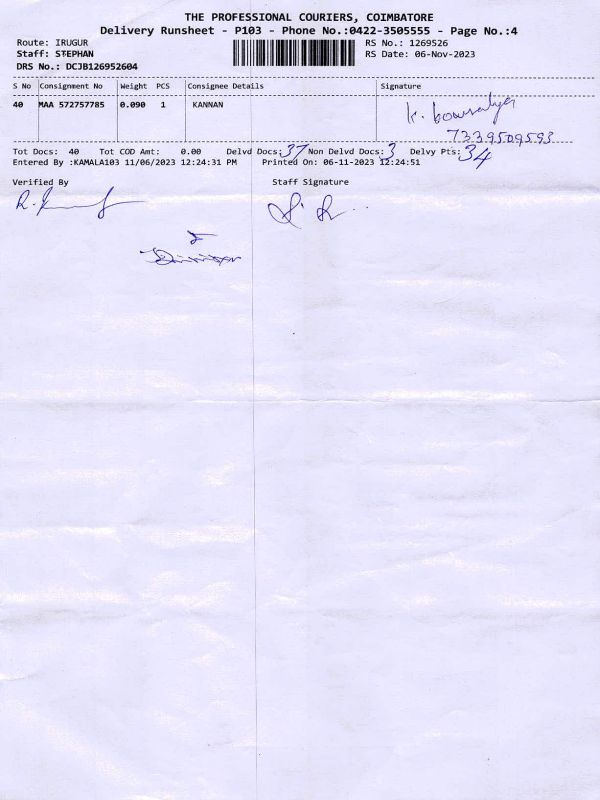 THE PROFESSIONAL COURIERS, COIMBATORE
Delivery Runsheet - P103 - Phone No.:0422-3505555 - Page No.:4
Route: IRUGUR RS No.: 1269526
Staff: STEPHAN RS Date: 06-Nov-2023
DRS No.: DCJB126952604
S No Consignment No Weight PCS Consignee Details Signature
40 MAA 572757785 0.090 1 KANNAN k. kowsalya
7339509593
Tot Docs: 40 Tot COD Amt: 0.00 Delvd Docs: 37 Non Delvd Docs: 3 Delvy Pts: 34
Entered By :KAMALA103 11/06/2023 12:24:31 PM Printed On: 06-11-2023 12:24:51
Verified By Staff Signature